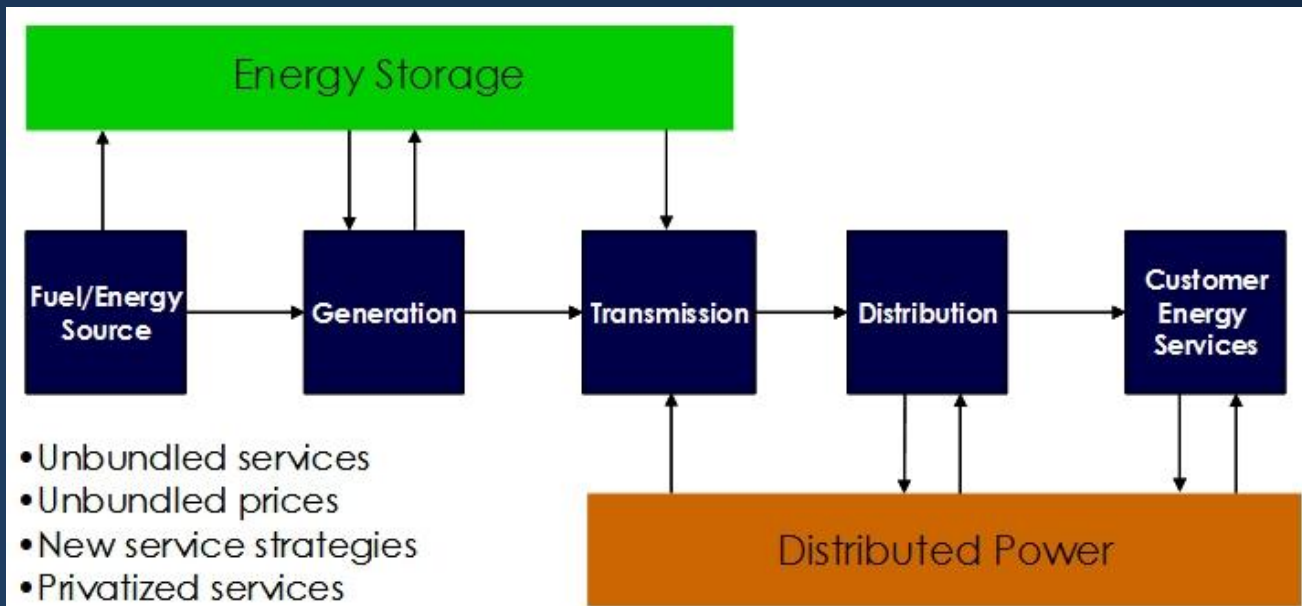 Energy Storage
Fuel/Energy
Source
Generation
Transmission
Distribution
Customer
Energy
Services
•Unbundled services
•Unbundled prices
•New service strategies
•Privatized services
Distributed Power